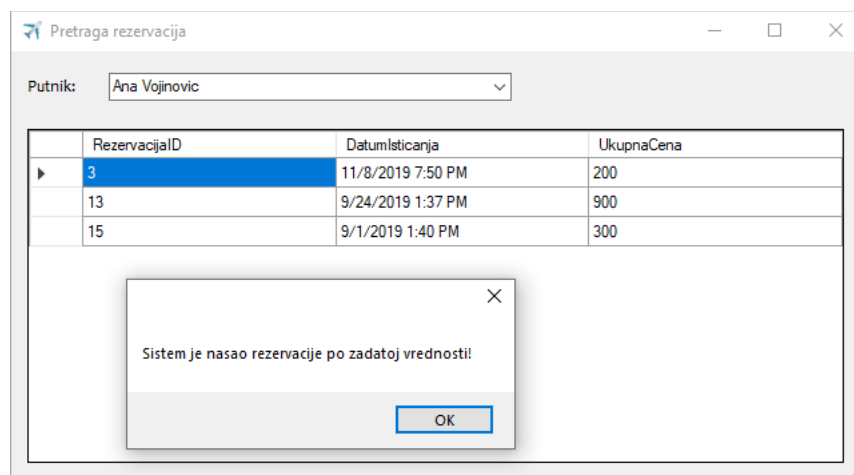 Pretraga rezervacija
Putnik: Ana Vojinovic
RezervacijaID DatumIsticanja UkupnaCena
3 11/8/2019 7:50 PM 200
13 9/24/2019 1:37 PM 900
15 9/1/2019 1:40 PM 300
Sistem je nasao rezervacije po zadatoj vrednosti!
OK